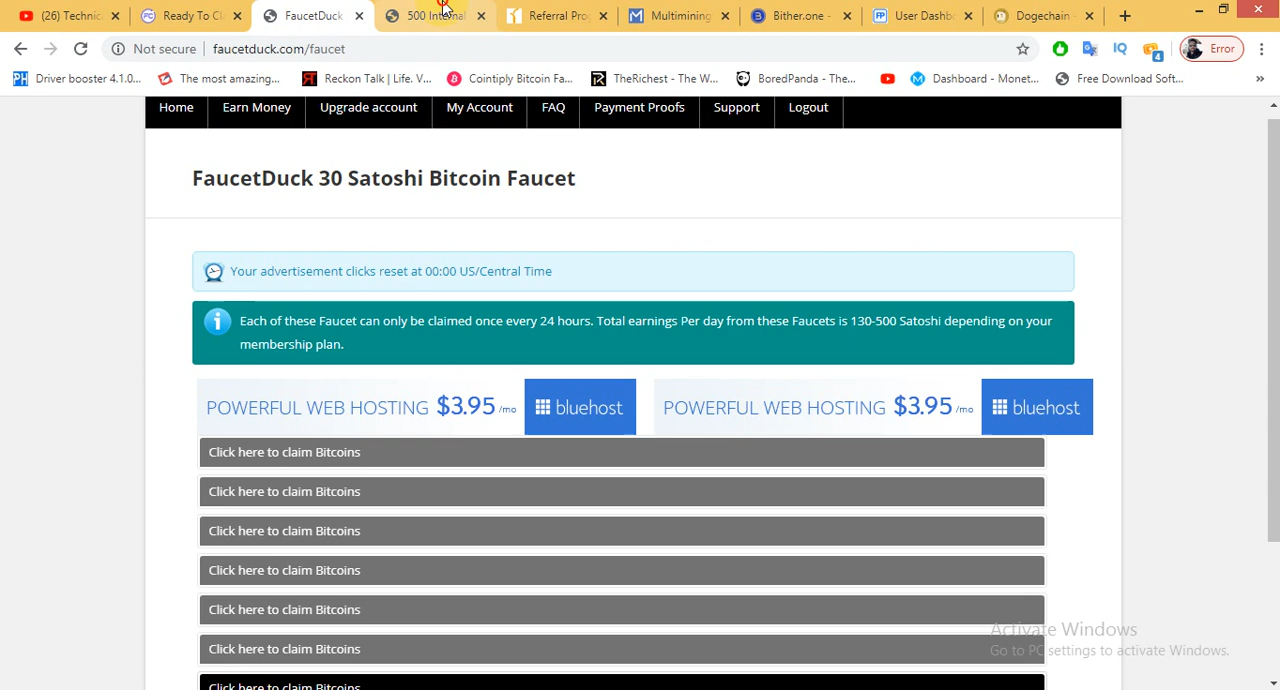 (26) Technic
Ready To Cl
FaucetDuck
500 Internal
Referral Prog
Multimining
Bither.one -
User Dashb
Dogechain -
Not secure | faucetduck.com/faucet
Error
Driver booster 4.1.0...
The most amazing...
Reckon Talk | Life. V...
Cointiply Bitcoin Fa...
TheRichest - The W...
BoredPanda - The...
Dashboard - Monet...
Free Download Soft...
»
Home
Earn Money
Upgrade account
My Account
FAQ
Payment Proofs
Support
Logout
FaucetDuck 30 Satoshi Bitcoin Faucet
Your advertisement clicks reset at 00:00 US/Central Time
Each of these Faucet can only be claimed once every 24 hours. Total earnings Per day from these Faucets is 130-500 Satoshi depending on your
membership plan.
POWERFUL WEB HOSTING $3.95 /mo bluehost
POWERFUL WEB HOSTING $3.95 /mo bluehost
Click here to claim Bitcoins
Click here to claim Bitcoins
Click here to claim Bitcoins
Click here to claim Bitcoins
Click here to claim Bitcoins
Click here to claim Bitcoins
Click here to claim Bitcoins
Activate Windows
Go to PC settings to activate Windows.